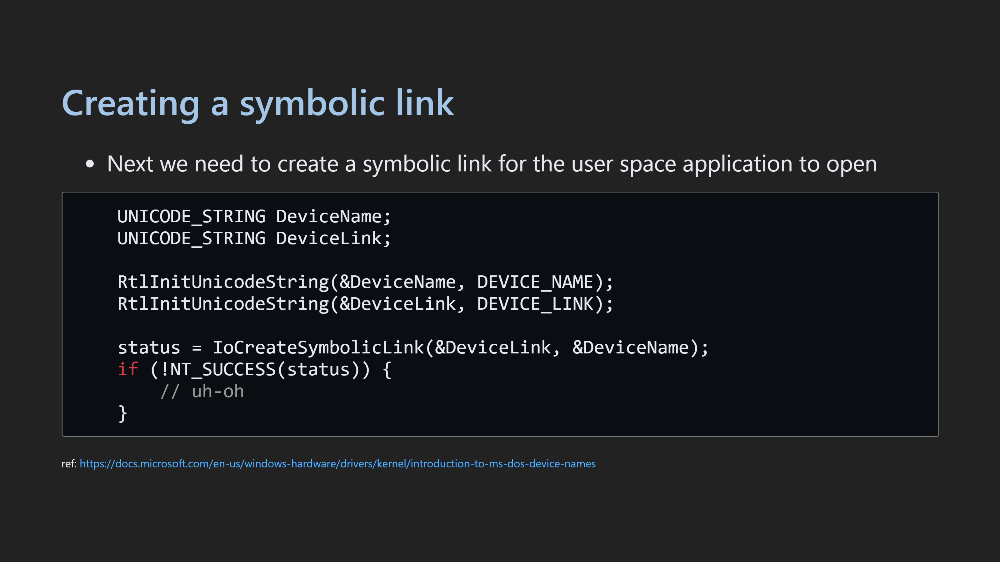 Creating a symbolic link
• Next we need to create a symbolic link for the user space application to open
UNICODE_STRING DeviceName;
UNICODE_STRING DeviceLink;
RtlInitUnicodeString(&DeviceName, DEVICE_NAME);
RtlInitUnicodeString(&DeviceLink, DEVICE_LINK);
status = IoCreateSymbolicLink(&DeviceLink, &DeviceName);
if (!NT_SUCCESS(status)) {
    // uh-oh
}
ref: https://docs.microsoft.com/en-us/windows-hardware/drivers/kernel/introduction-to-ms-dos-device-names